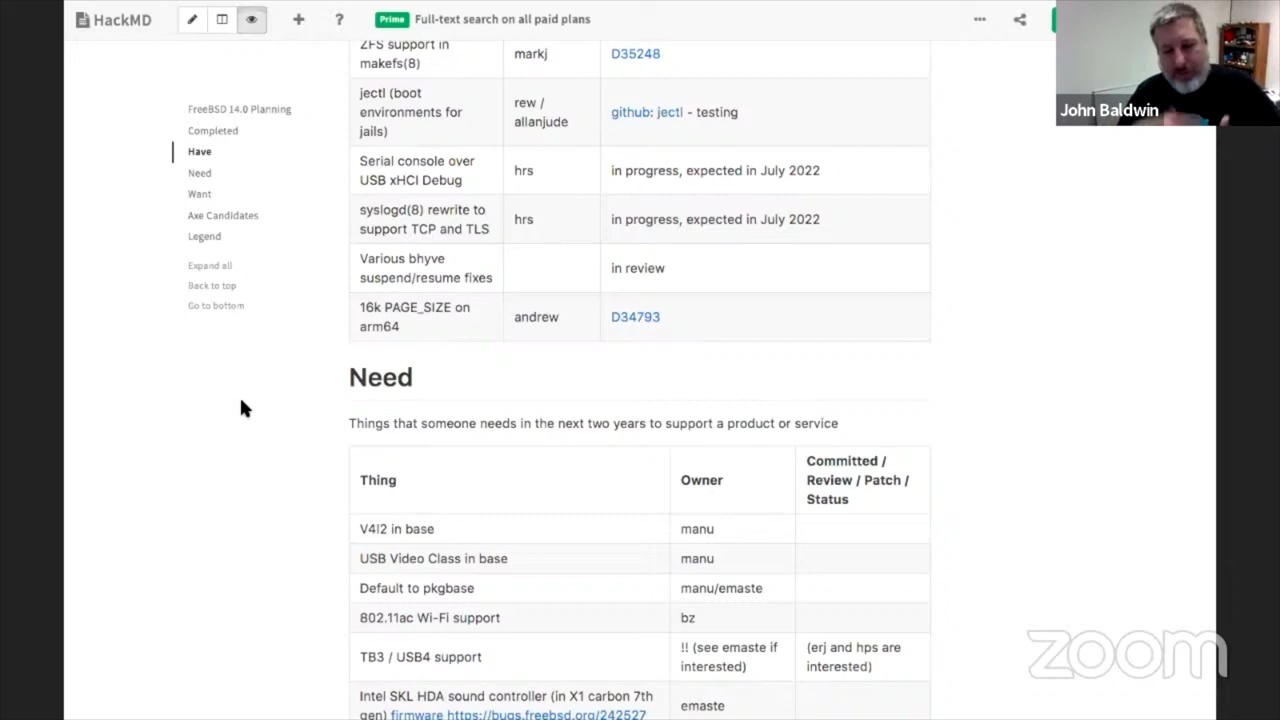 HackMD
?
Prime Full-text search on all paid plans
John Baldwin
FreeBSD 14.0 Planning
Completed
Have
Need
Want
Axe Candidates
Legend
Expand all
Back to top
Go to bottom
ZFS support in
makefs(8)
markj
D35248
jectl (boot
environments for
jails)
rew /
allanjude
github: jectl - testing
Serial console over
USB xHCI Debug
hrs
in progress, expected in July 2022
syslogd(8) rewrite to
support TCP and TLS
hrs
in progress, expected in July 2022
Various bhyve
suspend/resume fixes
in review
16k PAGE_SIZE on
arm64
andrew
D34793
Need
Things that someone needs in the next two years to support a product or service
Thing
Owner
Committed /
Review / Patch /
Status
V4l2 in base
manu
USB Video Class in base
manu
Default to pkgbase
manu/emaste
802.11ac Wi-Fi support
bz
TB3 / USB4 support
!! (see emaste if
interested)
(erj and hps are
interested)
Intel SKL HDA sound controller (in X1 carbon 7th
gen) firmware https://bugs.freebsd.org/242527
emaste
zoom